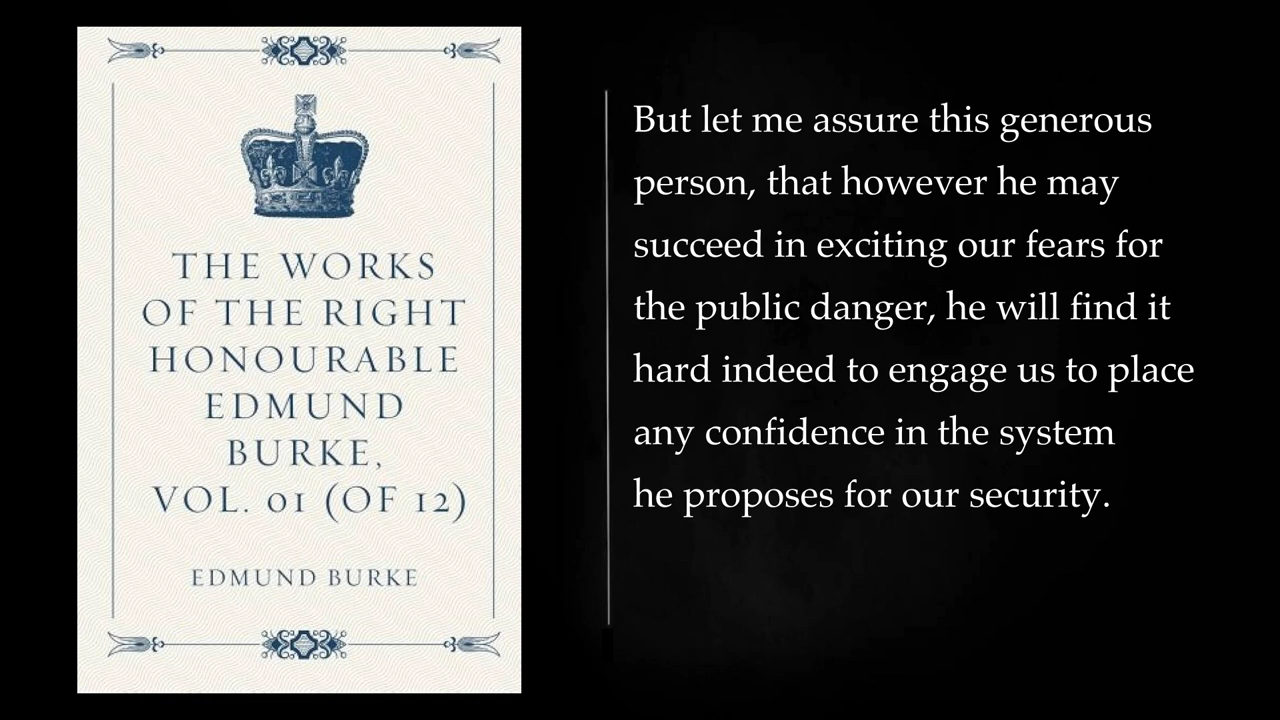 THE WORKS
OF THE RIGHT
HONOURABLE
EDMUND
BURKE,
VOL. 01 (OF 12)
EDMUND BURKE
But let me assure this generous
person, that however he may
succeed in exciting our fears for
the public danger, he will find it
hard indeed to engage us to place
any confidence in the system
he proposes for our security.